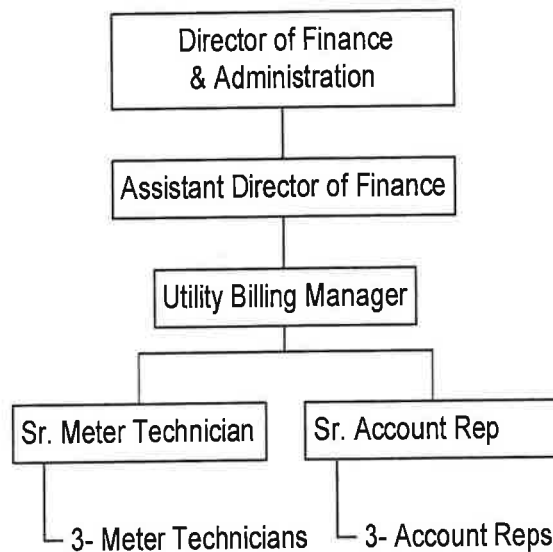 Director of Finance
& Administration
Assistant Director of Finance
Utility Billing Manager
Sr. Meter Technician
Sr. Account Rep
3- Meter Technicians
3- Account Reps